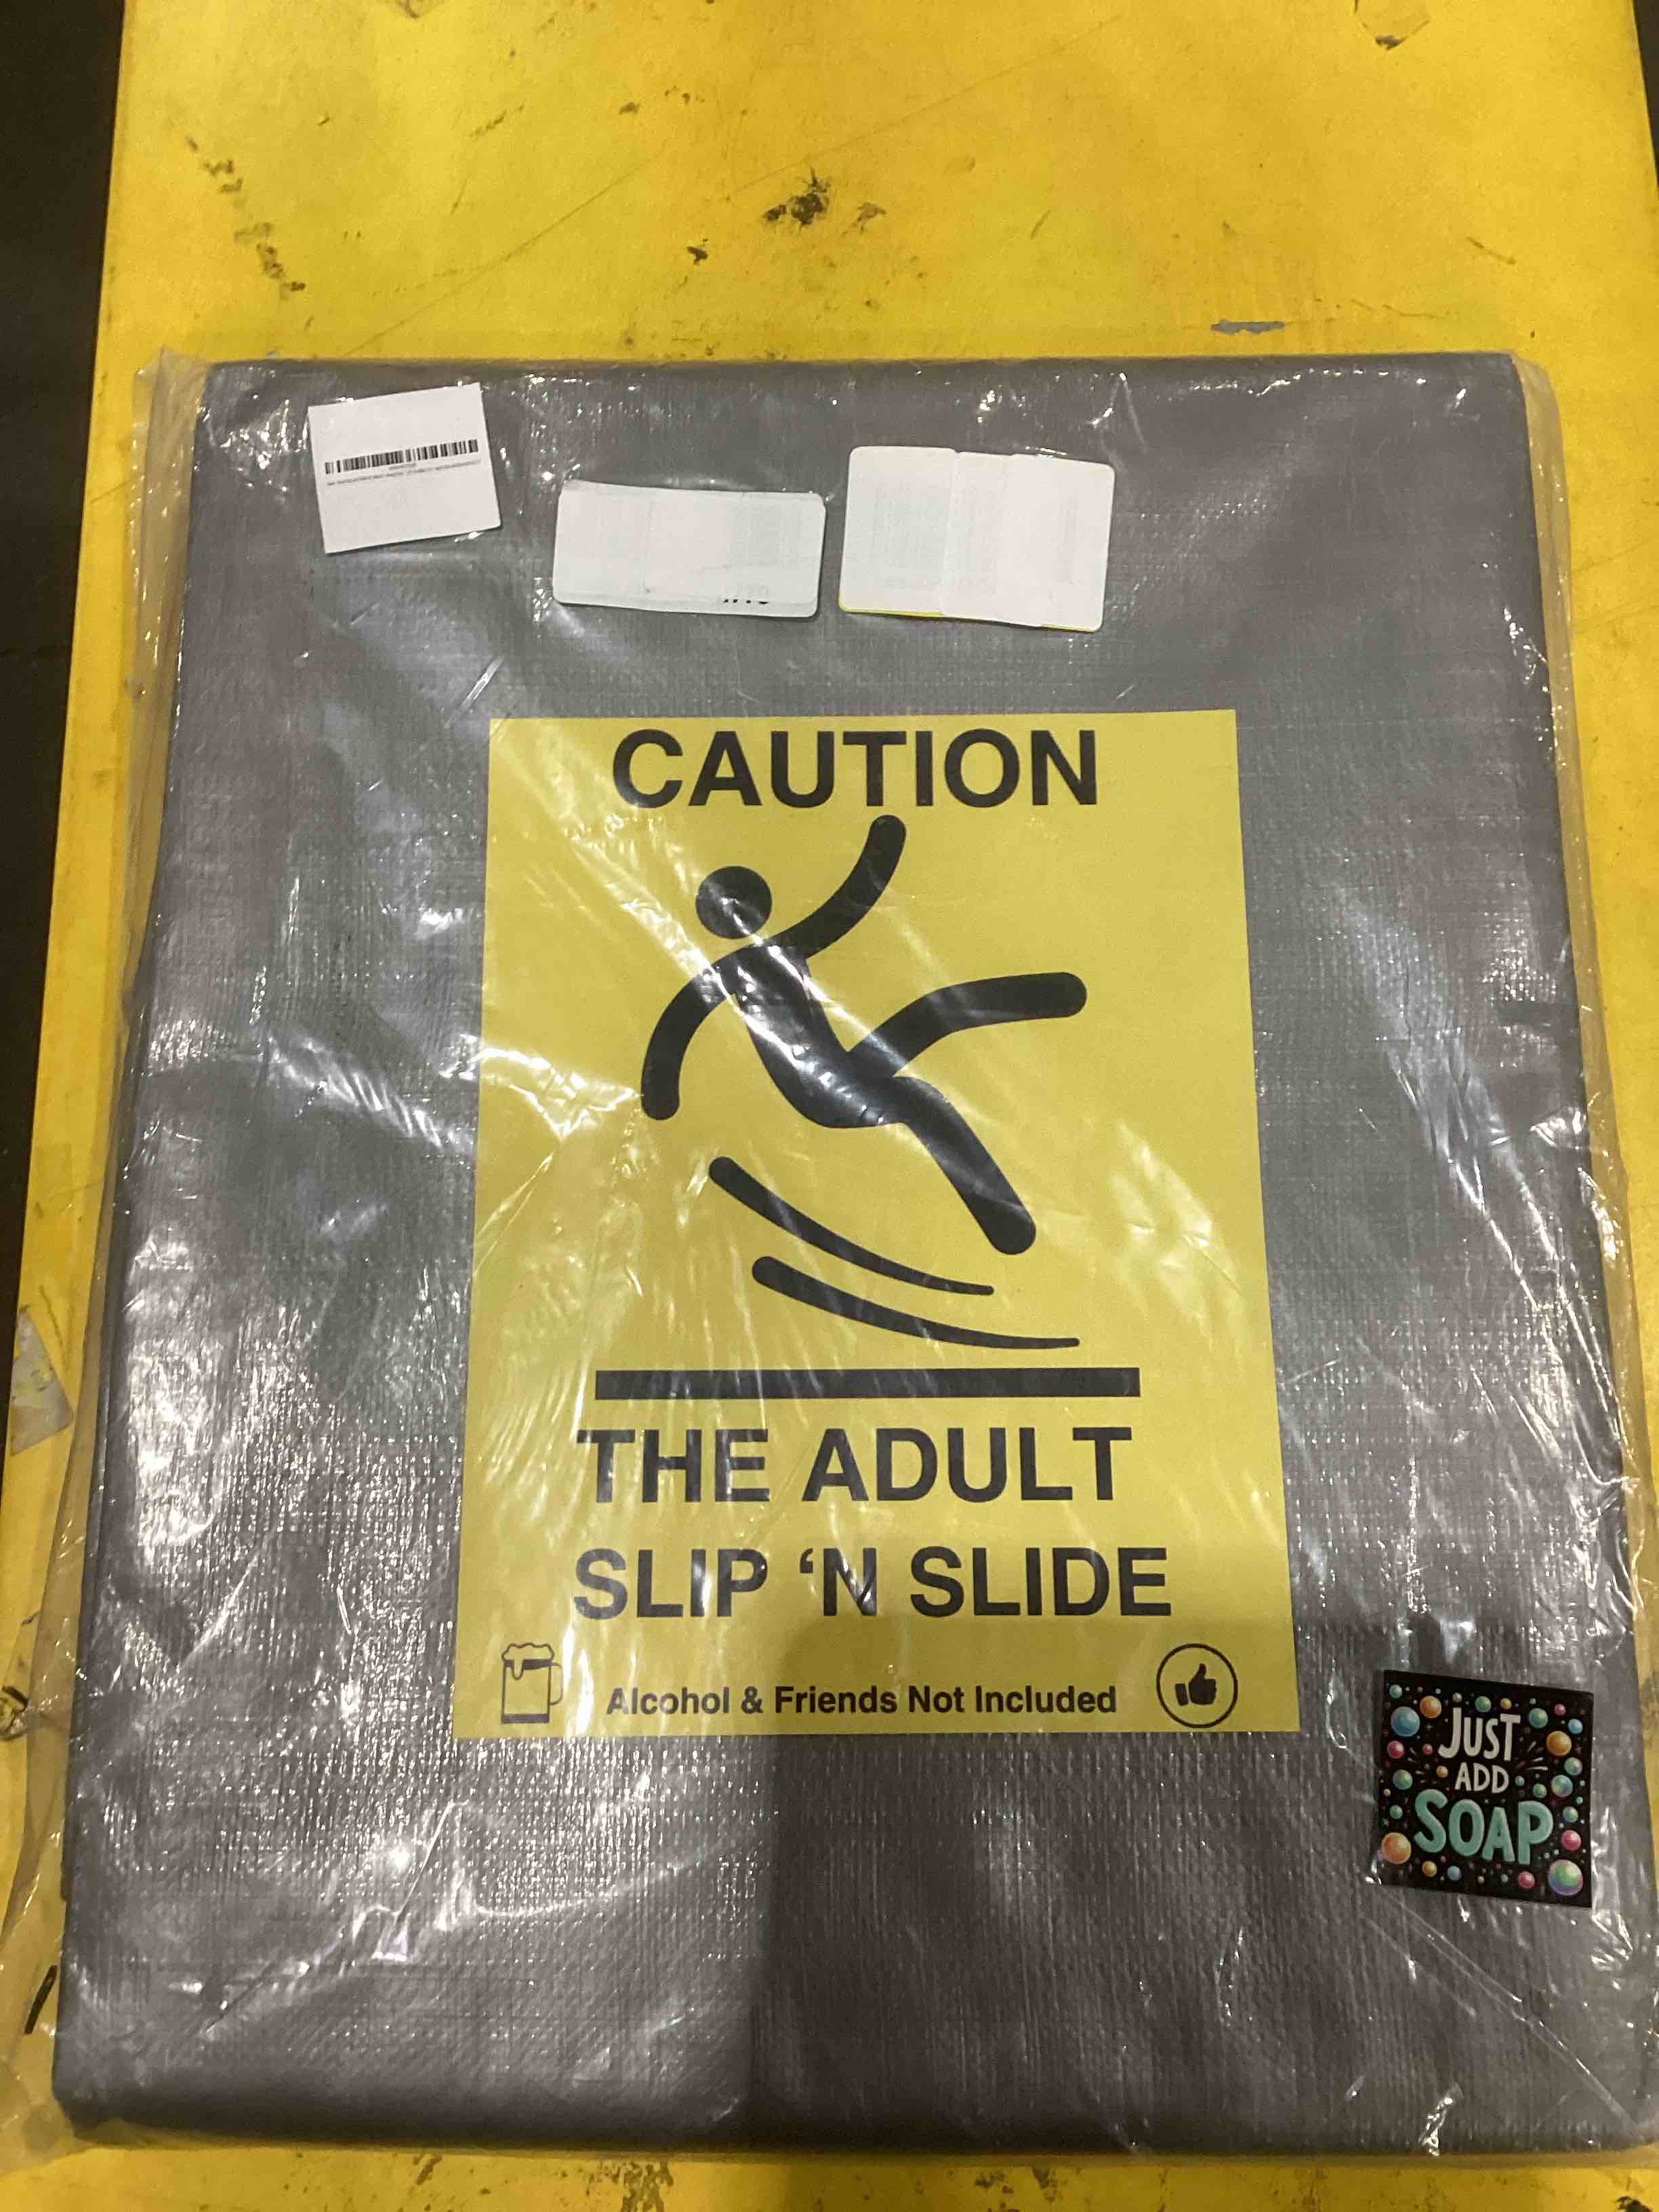 CAUTION
THE ADULT
SLIP ‘N SLIDE
Alcohol & Friends Not Included
JUST
ADD
SOAP